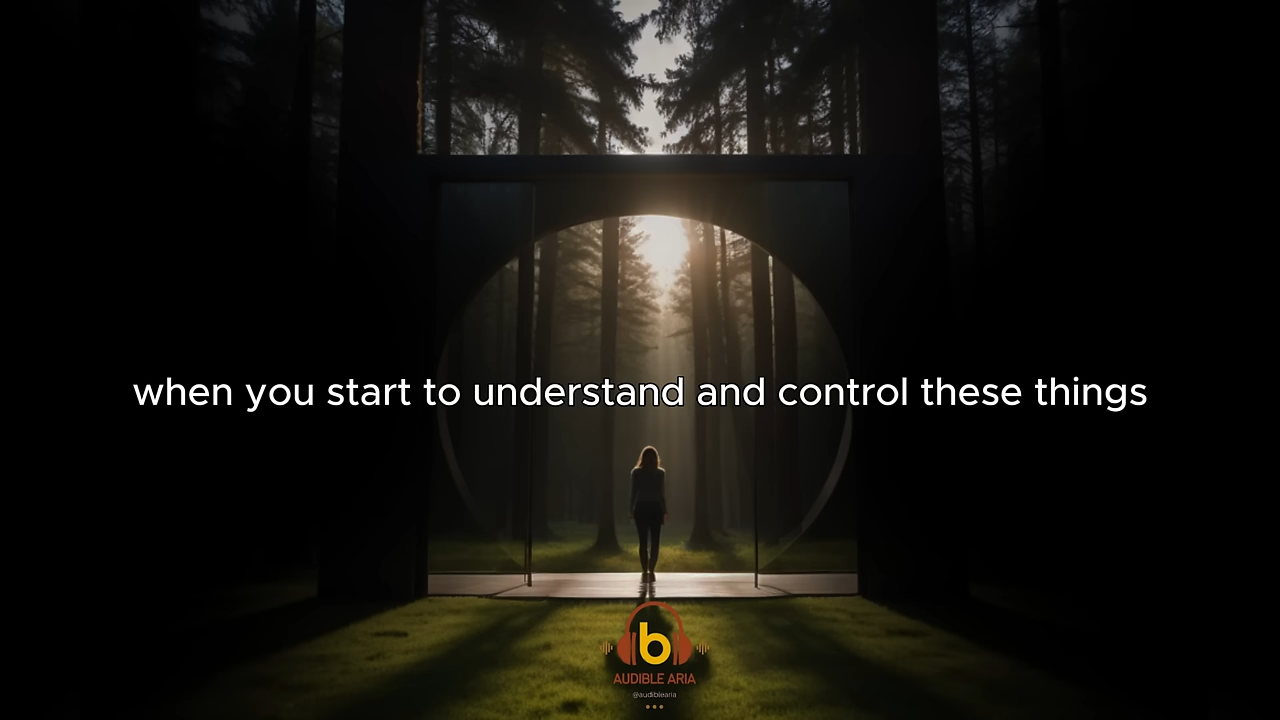 when you start to understand and control these things
b
AUDIBLE ARIA
@audiblearia